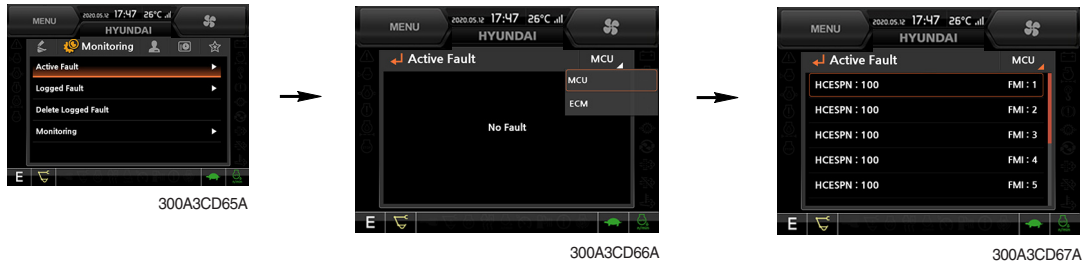 MENU
2020.05.12 17:47 26°C
HYUNDAI
Monitoring
Active Fault
Logged Fault
Delete Logged Fault
Monitoring
E
300A3CD65A
MENU
2020.05.12 17:47 26°C
HYUNDAI
Active Fault MCU
MCU
ECM
No Fault
E
300A3CD66A
MENU
2020.05.12 17:47 26°C
HYUNDAI
Active Fault MCU
HCESPN : 100 FMI : 1
HCESPN : 100 FMI : 2
HCESPN : 100 FMI : 3
HCESPN : 100 FMI : 4
HCESPN : 100 FMI : 5
E
300A3CD67A